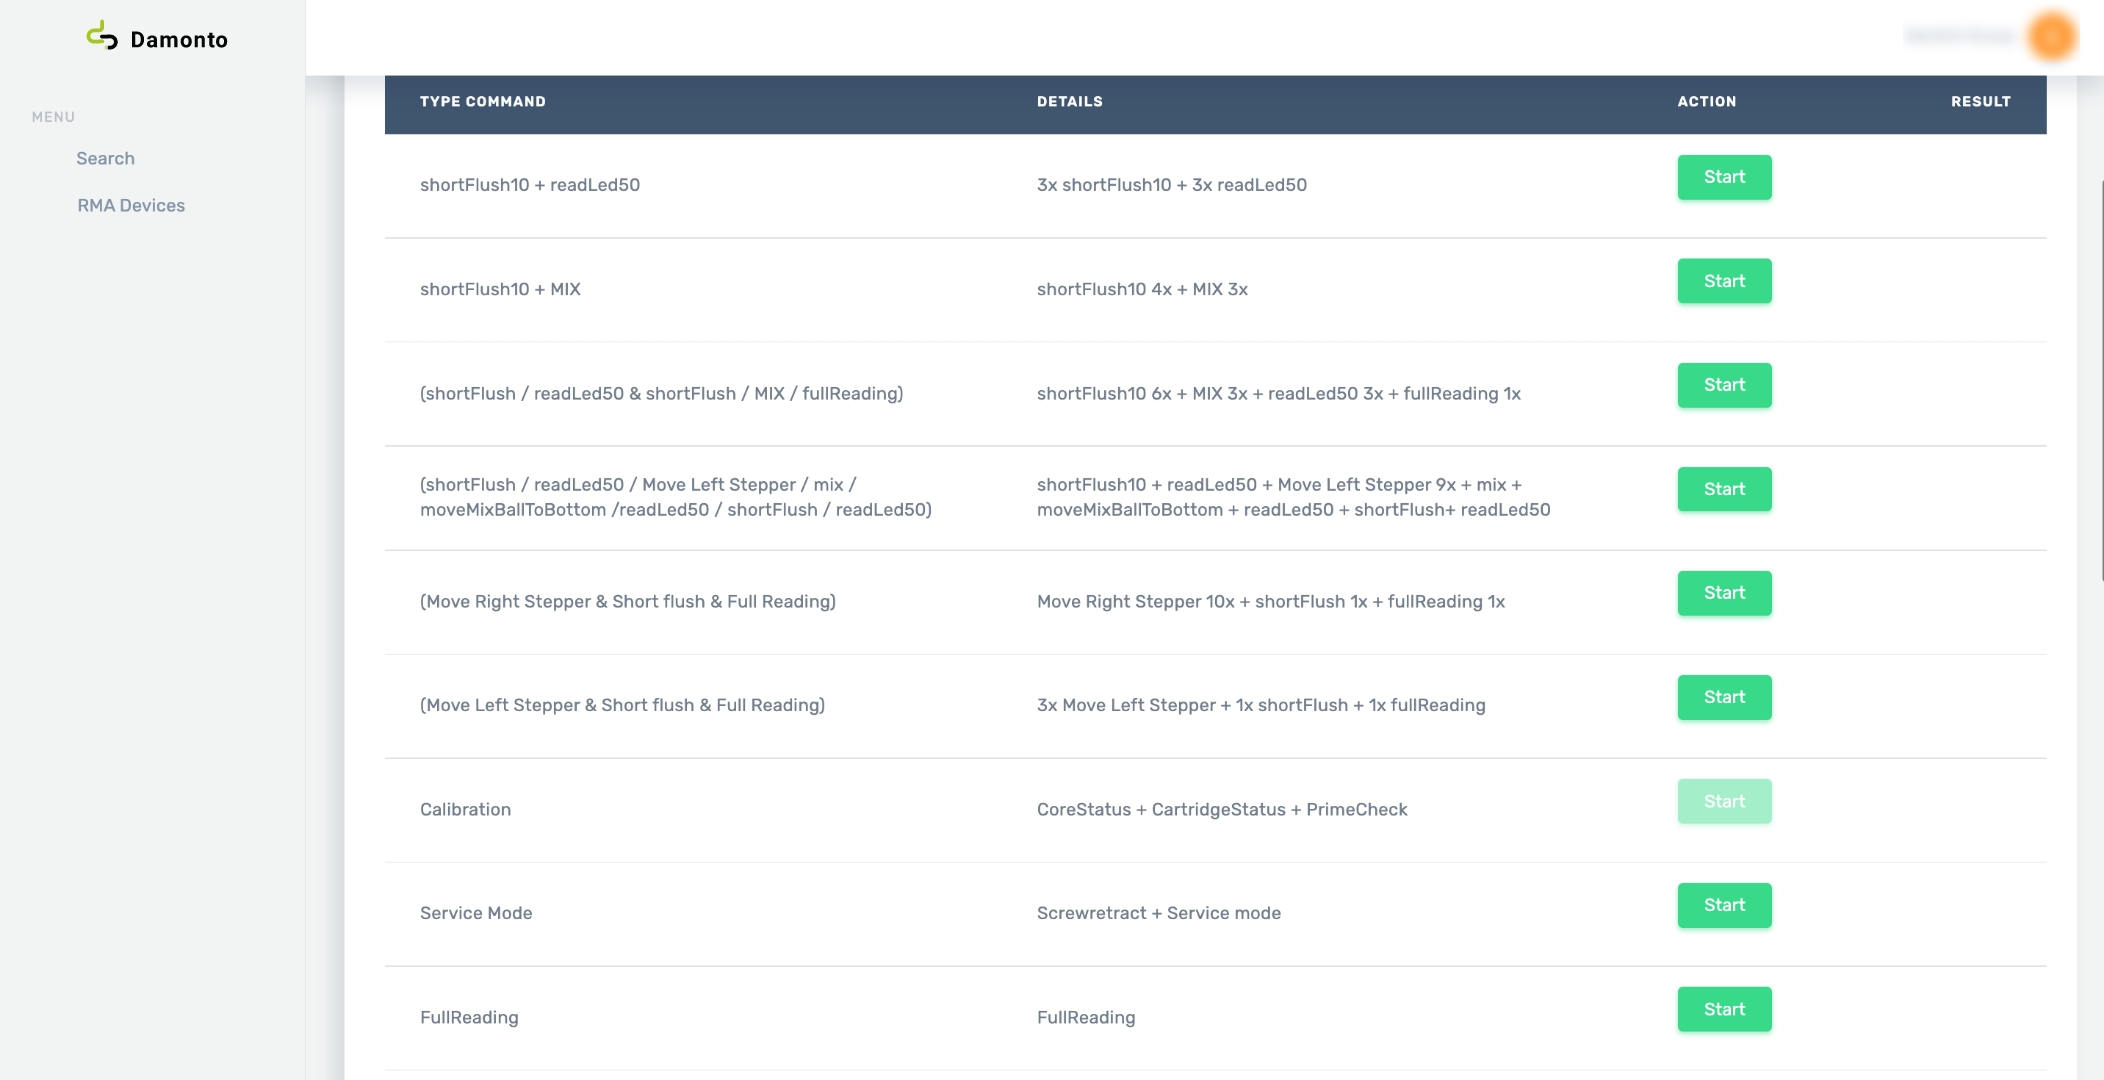 Damonto
MENU
Search
RMA Devices
TYPE COMMAND DETAILS ACTION RESULT
shortFlush10 + readLed50 3x shortFlush10 + 3x readLed50 Start
shortFlush10 + MIX shortFlush10 4x + MIX 3x Start
(shortFlush / readLed50 & shortFlush / MIX / fullReading) shortFlush10 6x + MIX 3x + readLed50 3x + fullReading 1x Start
(shortFlush / readLed50 / Move Left Stepper / mix / shortFlush10 + readLed50 + Move Left Stepper 9x + mix + Start
moveMixBallToBottom /readLed50 / shortFlush / readLed50) moveMixBallToBottom + readLed50 + shortFlush+ readLed50
(Move Right Stepper & Short flush & Full Reading) Move Right Stepper 10x + shortFlush 1x + fullReading 1x Start
(Move Left Stepper & Short flush & Full Reading) 3x Move Left Stepper + 1x shortFlush + 1x fullReading Start
Calibration CoreStatus + CartridgeStatus + PrimeCheck Start
Service Mode Screwretract + Service mode Start
FullReading FullReading Start